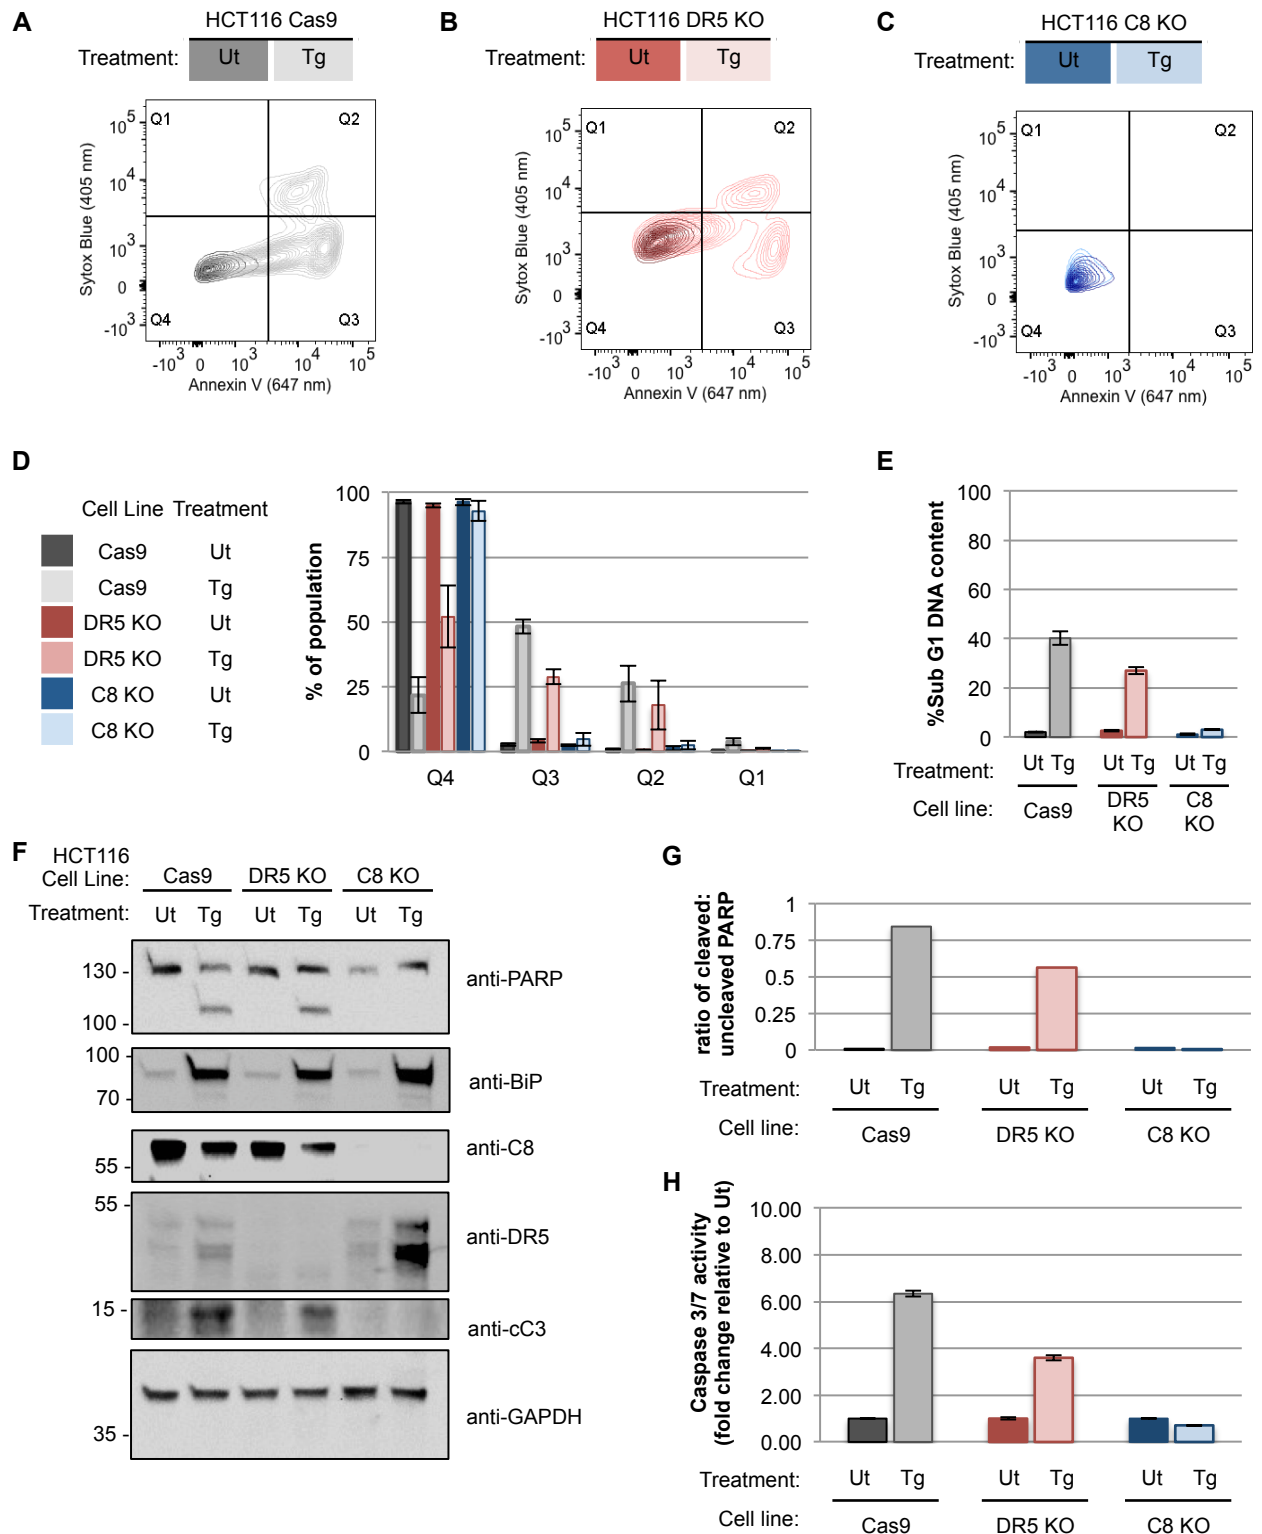 A
HCT116 Cas9
Treatment: Ut Tg
Q1 Q2
Q4 Q3
10^5
10^4
10^3
0
-10^3
Sytox Blue (405 nm)
-10^3 0 10^3 10^4 10^5
Annexin V (647 nm)
B
HCT116 DR5 KO
Treatment: Ut Tg
Q1 Q2
Q4 Q3
10^5
10^4
10^3
0
-10^3
Sytox Blue (405 nm)
-10^3 0 10^3 10^4 10^5
Annexin V (647 nm)
C
HCT116 C8 KO
Treatment: Ut Tg
Q1 Q2
Q4 Q3
10^5
10^4
10^3
0
-10^3
Sytox Blue (405 nm)
-10^3 0 10^3 10^4 10^5
Annexin V (647 nm)
D
Cell Line Treatment
Cas9 Ut
Cas9 Tg
DR5 KO Ut
DR5 KO Tg
C8 KO Ut
C8 KO Tg
% of population
100
75
50
25
0
Q4 Q3 Q2 Q1
E
%Sub G1 DNA content
100
80
60
40
20
0
Treatment: Ut Tg Ut Tg Ut Tg
Cell line: Cas9 DR5 KO C8 KO
F
HCT116
Cell Line: Cas9 DR5 KO C8 KO
Treatment: Ut Tg Ut Tg Ut Tg
130 -
100 -
anti-PARP
100 -
70 -
anti-BiP
55 -
anti-C8
55 -
anti-DR5
15 -
anti-cC3
35 -
anti-GAPDH
G
ratio of cleaved:
uncleaved PARP
1
0.75
0.5
0.25
0
Treatment: Ut Tg Ut Tg Ut Tg
Cell line: Cas9 DR5 KO C8 KO
H
Caspase 3/7 activity
(fold change relative to Ut)
10.00
8.00
6.00
4.00
2.00
0.00
Treatment: Ut Tg Ut Tg Ut Tg
Cell line: Cas9 DR5 KO C8 KO